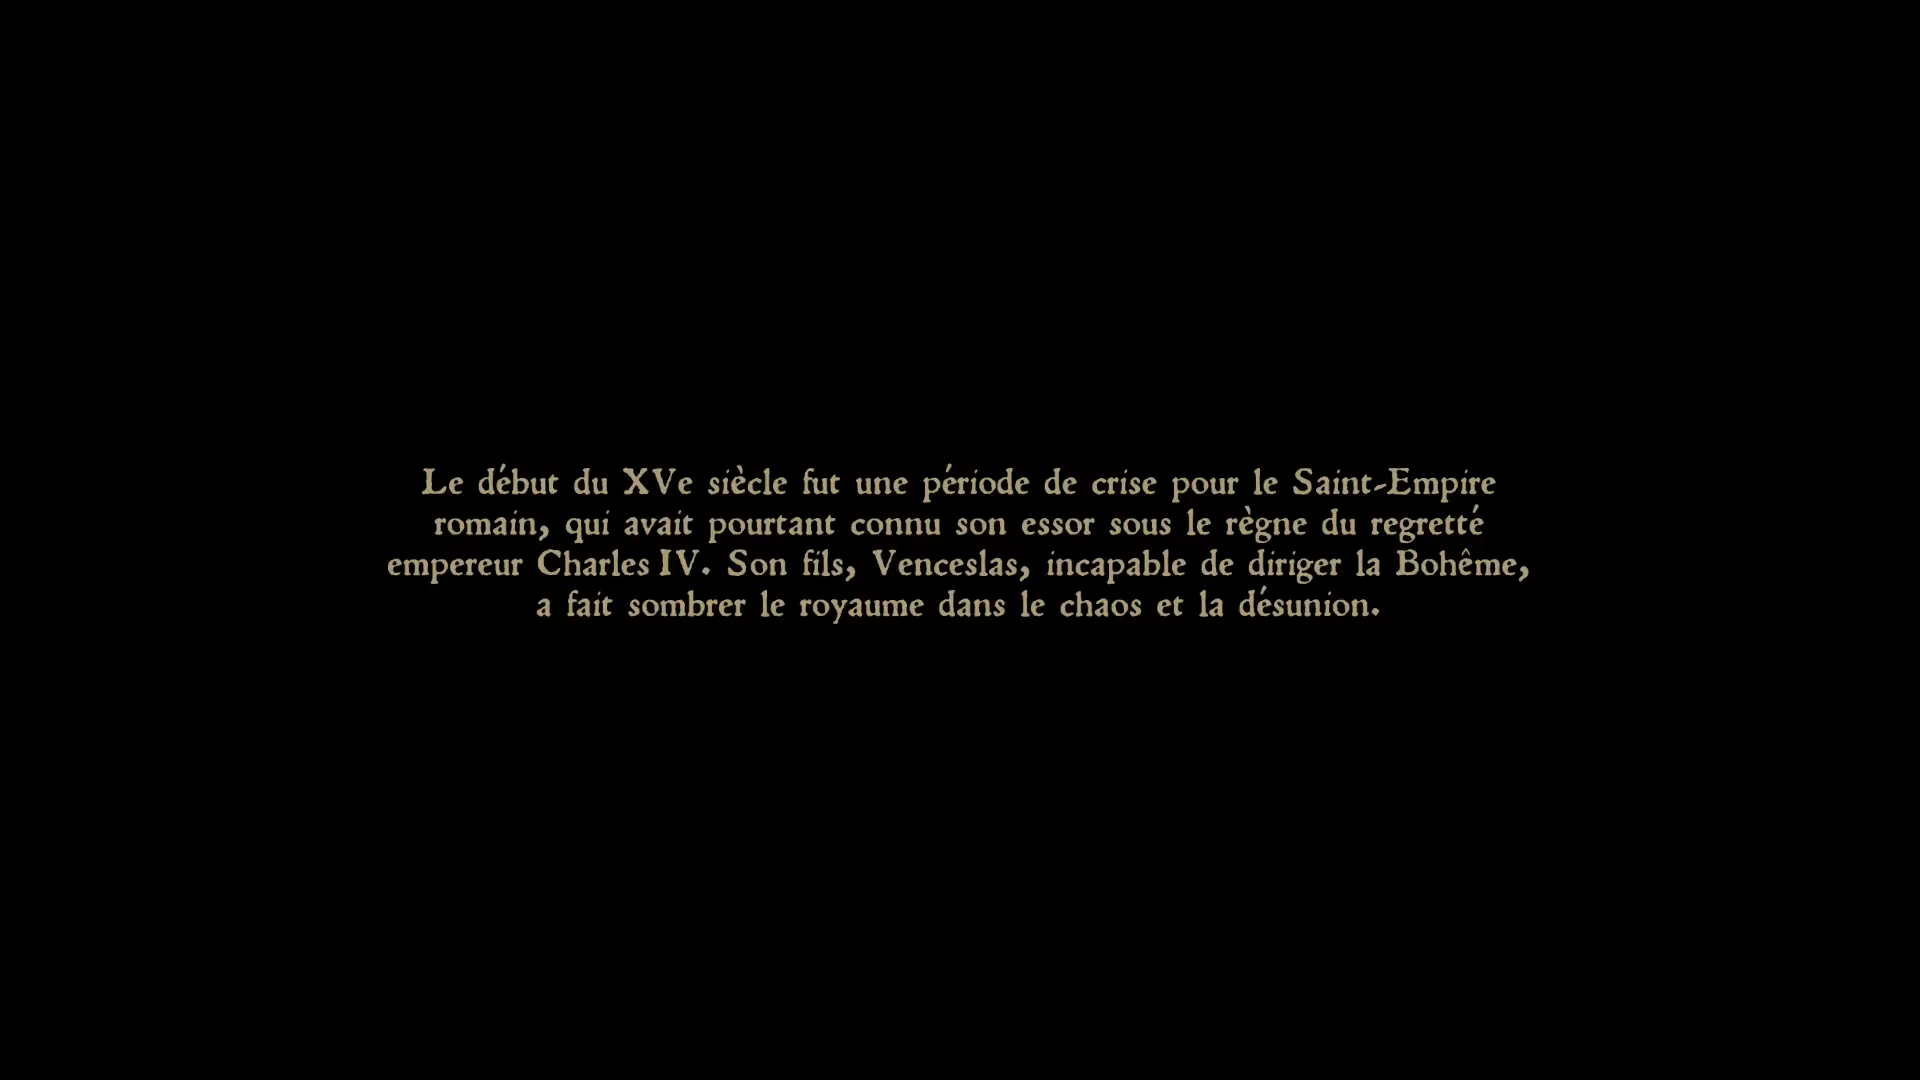 Le début du XVe siècle fut une période de crise pour le Saint-Empire
romain, qui avait pourtant connu son essor sous le règne du regretté
empereur Charles IV. Son fils, Venceslas, incapable de diriger la Bohême,
a fait sombrer le royaume dans le chaos et la désunion.